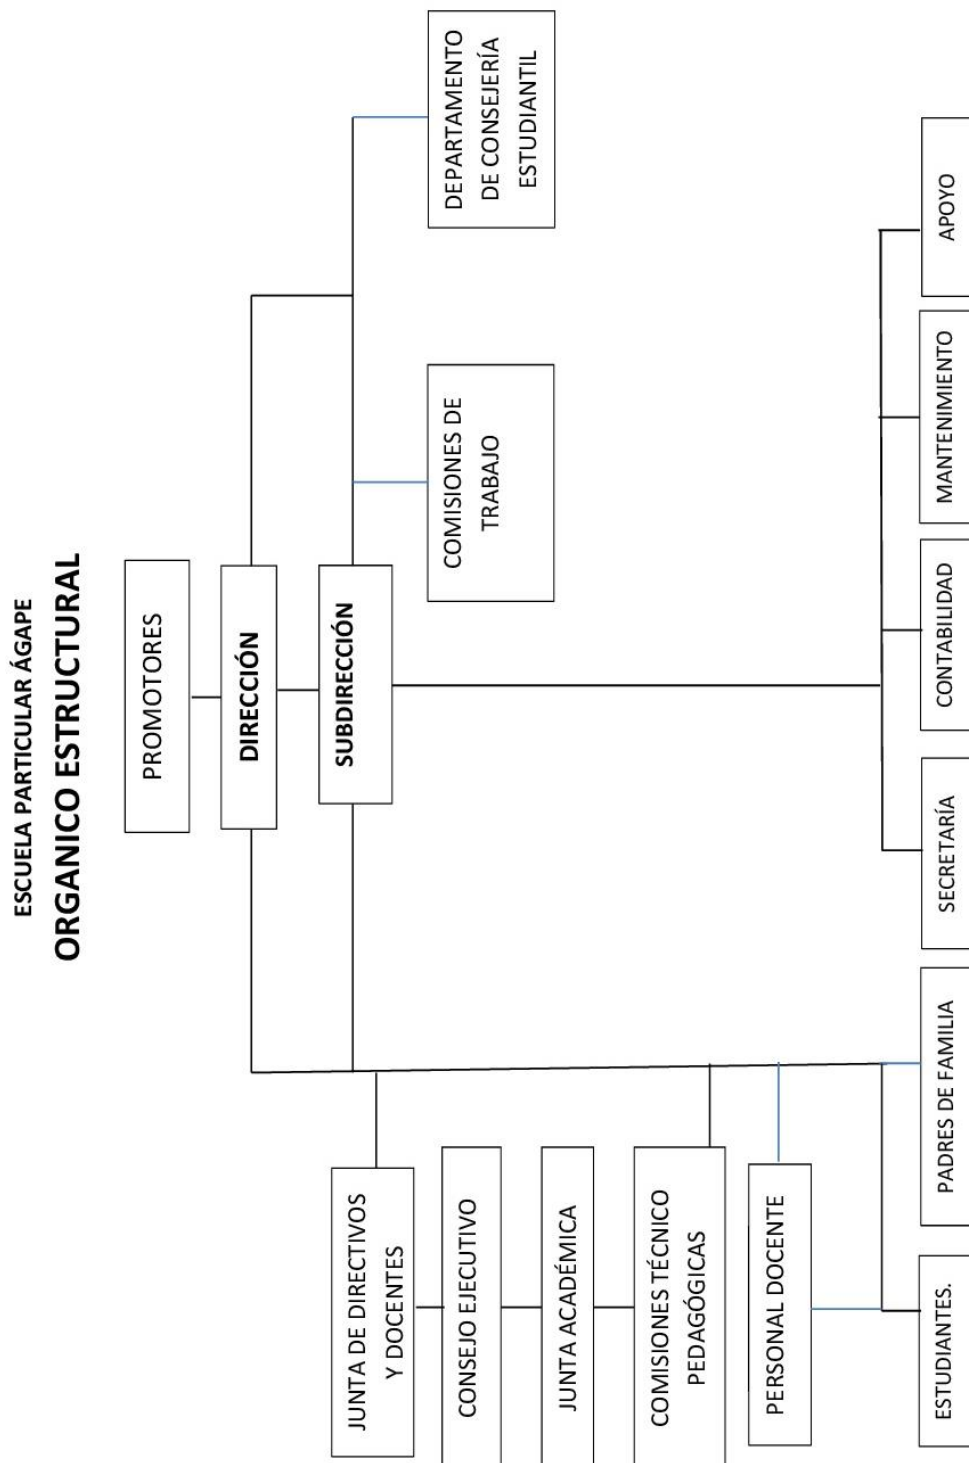 ESCUELA PARTICULAR ÁGAPE
ORGANICO ESTRUCTURAL
PROMOTORES
DIRECCIÓN
SUBDIRECCIÓN
JUNTA DE DIRECTIVOS
Y DOCENTES
CONSEJO EJECUTIVO
JUNTA ACADÉMICA
COMISIONES TÉCNICO
PEDAGÓGICAS
PERSONAL DOCENTE
COMISIONES DE
TRABAJO
DEPARTAMENTO
DE CONSEJERÍA
ESTUDIANTIL
ESTUDIANTES.
PADRES DE FAMILIA
SECRETARÍA
CONTABILIDAD
MANTENIMIENTO
APOYO